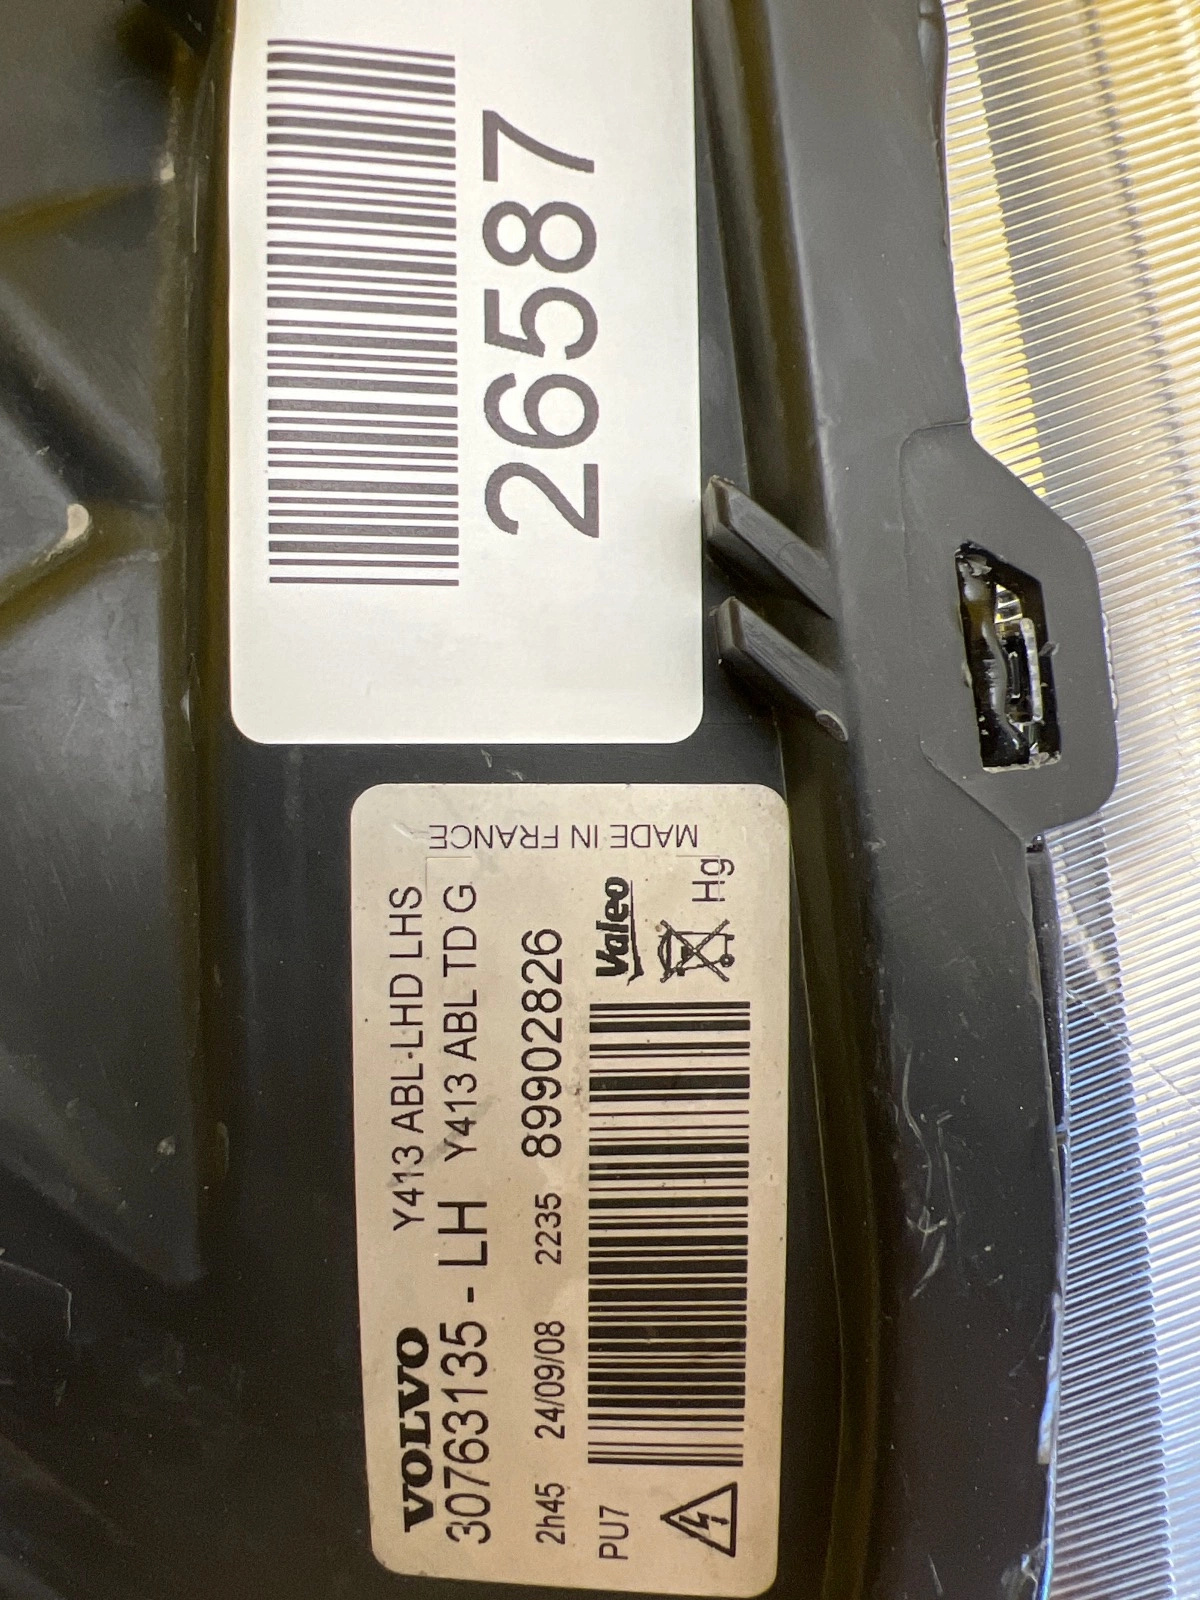 26587
VOLVO Y413 ABL-LHD LHS
30763135 - LH Y413 ABL TD G
2h45 24/09/08 2235 89902826
PU7 Valeo
Hg
MADE IN FRANCE